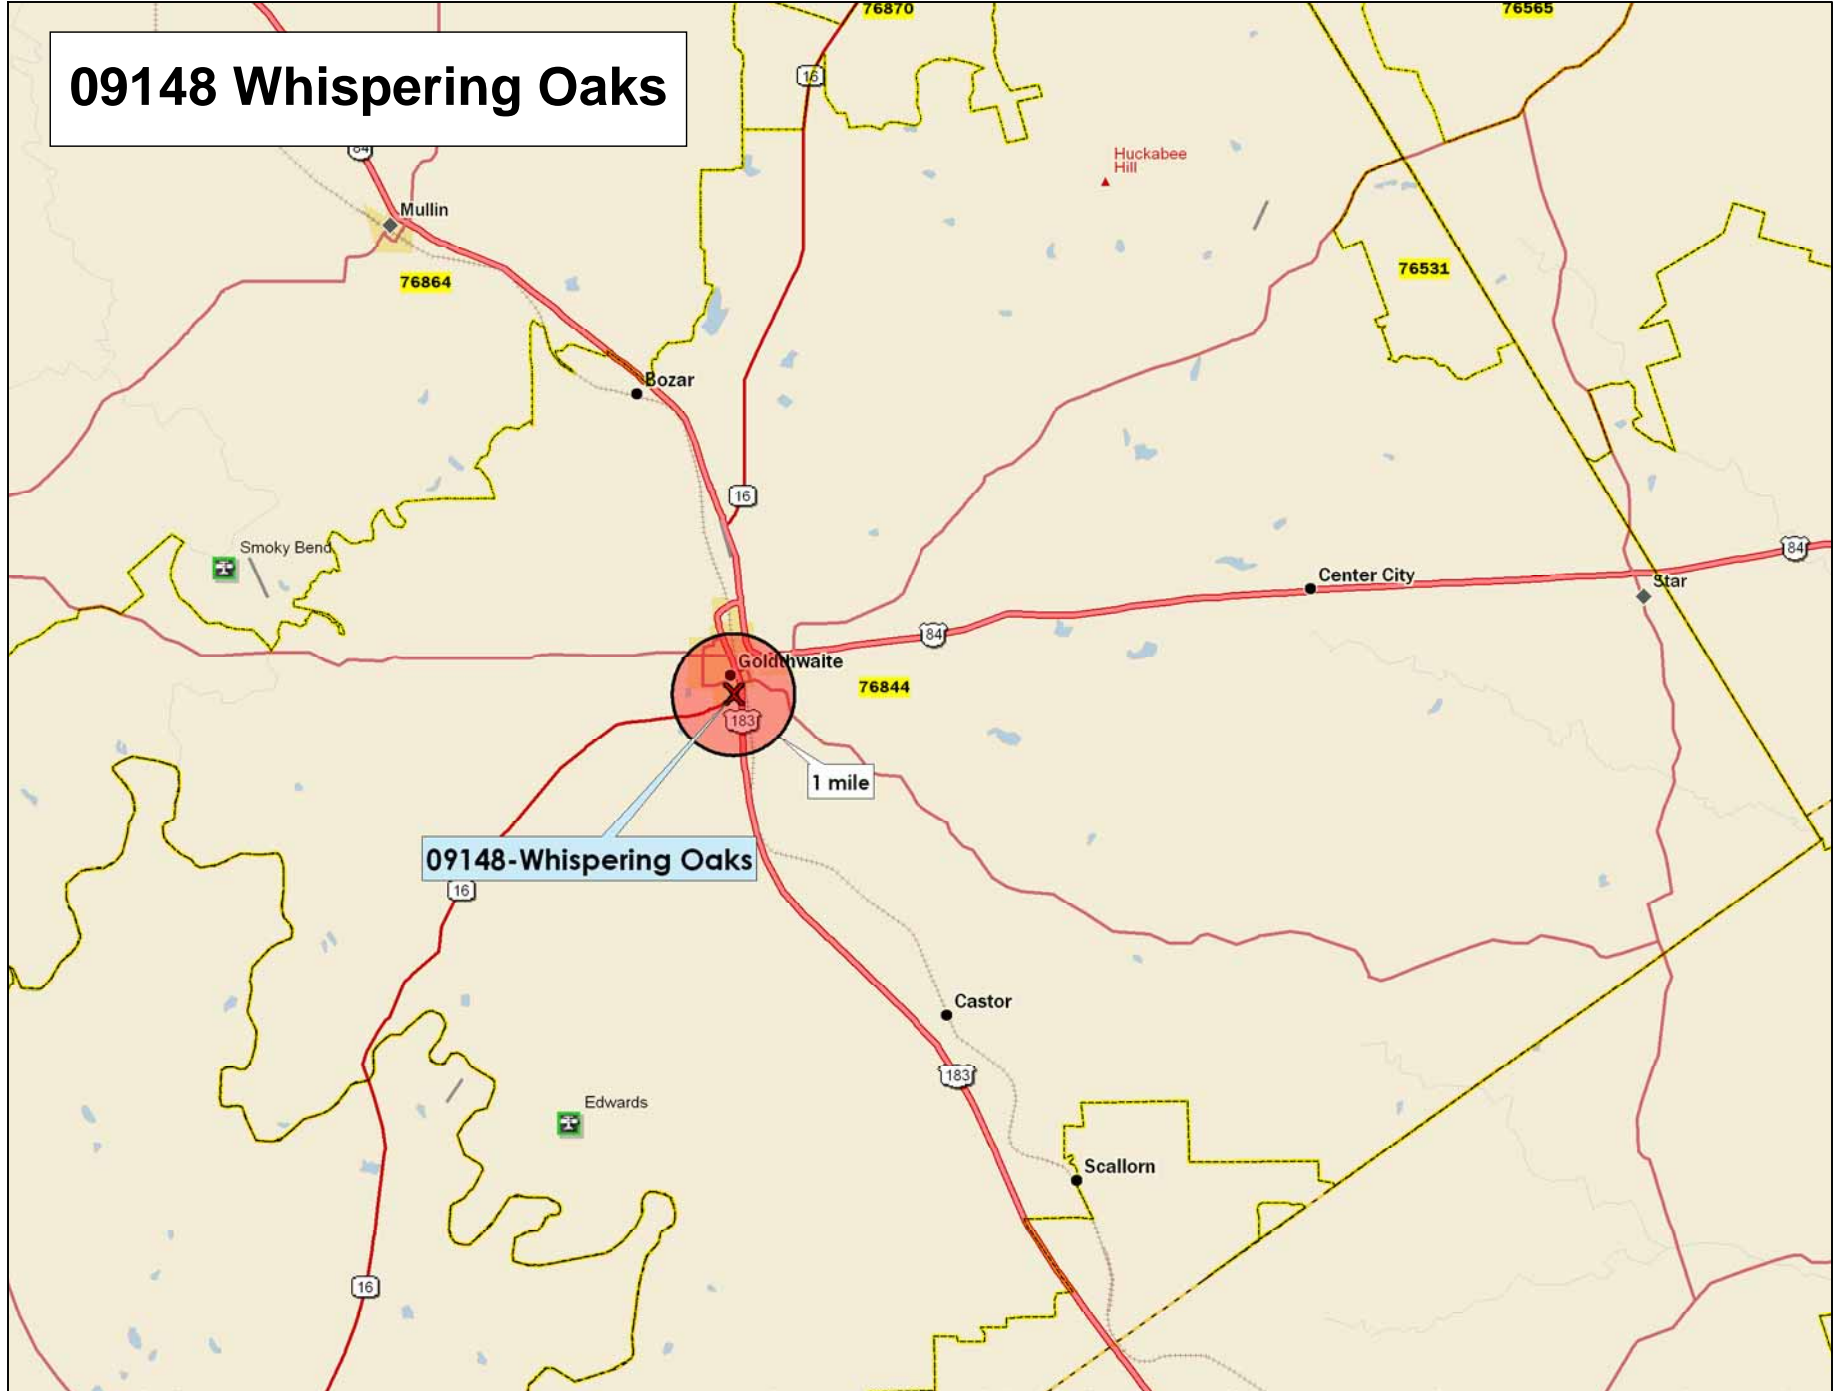 76870
76565
09148 Whispering Oaks
16
84
Huckabee
Hill
Mullin
76864
76531
Bozar
16
Smoky Bend
84
Center City
Star
84
Goldthwaite
76844
183
1 mile
09148-Whispering Oaks
16
Castor
183
Edwards
Scallorn
16